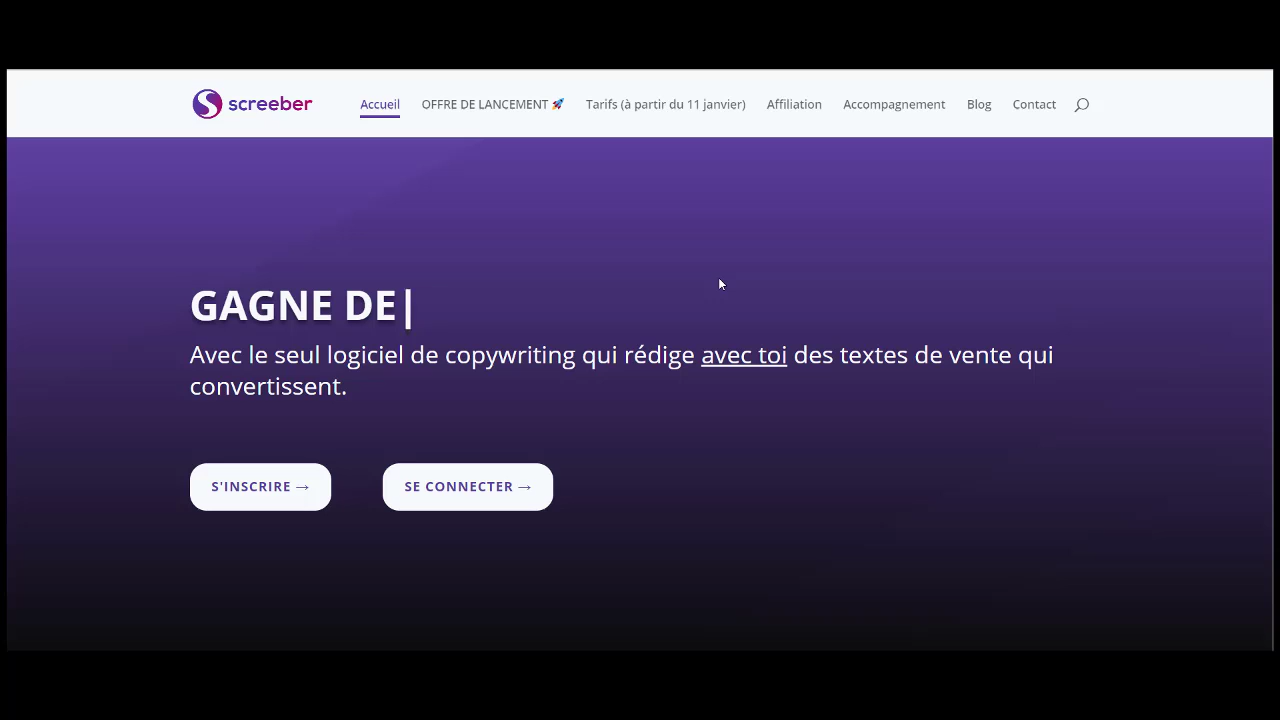 screeber
Accueil
OFFRE DE LANCEMENT 🚀
Tarifs (à partir du 11 janvier)
Affiliation
Accompagnement
Blog
Contact
GAGNE DE|
Avec le seul logiciel de copywriting qui rédige avec toi des textes de vente qui
convertissent.
S'INSCRIRE →
SE CONNECTER →